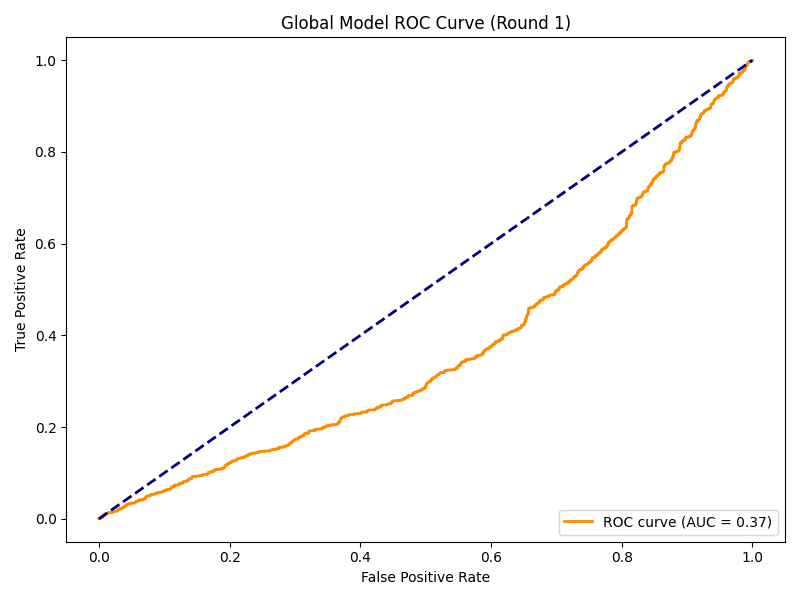 Global Model ROC Curve (Round 1)
True Positive Rate
1.0
0.8
0.6
0.4
0.2
0.0
ROC curve (AUC = 0.37)
0.0 0.2 0.4 0.6 0.8 1.0
False Positive Rate